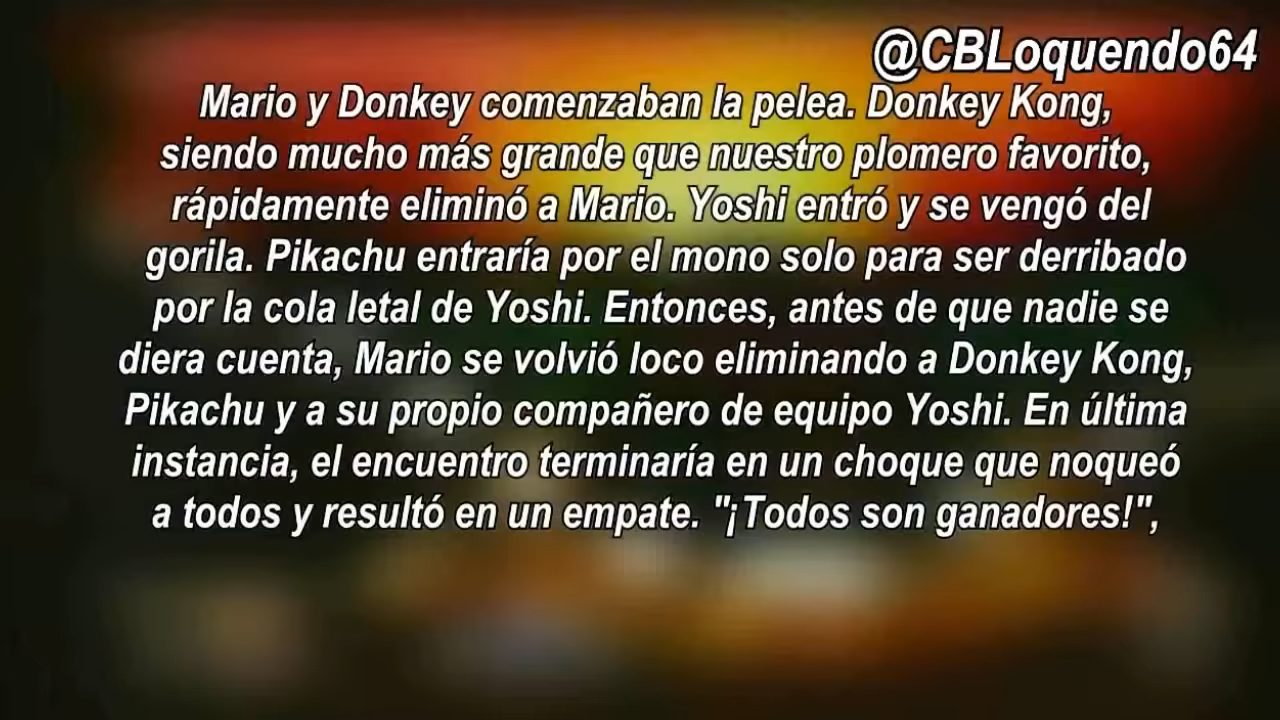 @CBLoquendo64
Mario y Donkey comenzaban la pelea. Donkey Kong,
siendo mucho más grande que nuestro plomero favorito,
rápidamente eliminó a Mario. Yoshi entró y se vengó del
gorila. Pikachu entraría por el mono solo para ser derribado
por la cola letal de Yoshi. Entonces, antes de que nadie se
diera cuenta, Mario se volvió loco eliminando a Donkey Kong,
Pikachu y a su propio compañero de equipo Yoshi. En última
instancia, el encuentro terminaría en un choque que noqueó
a todos y resultó en un empate. "¡Todos son ganadores!",